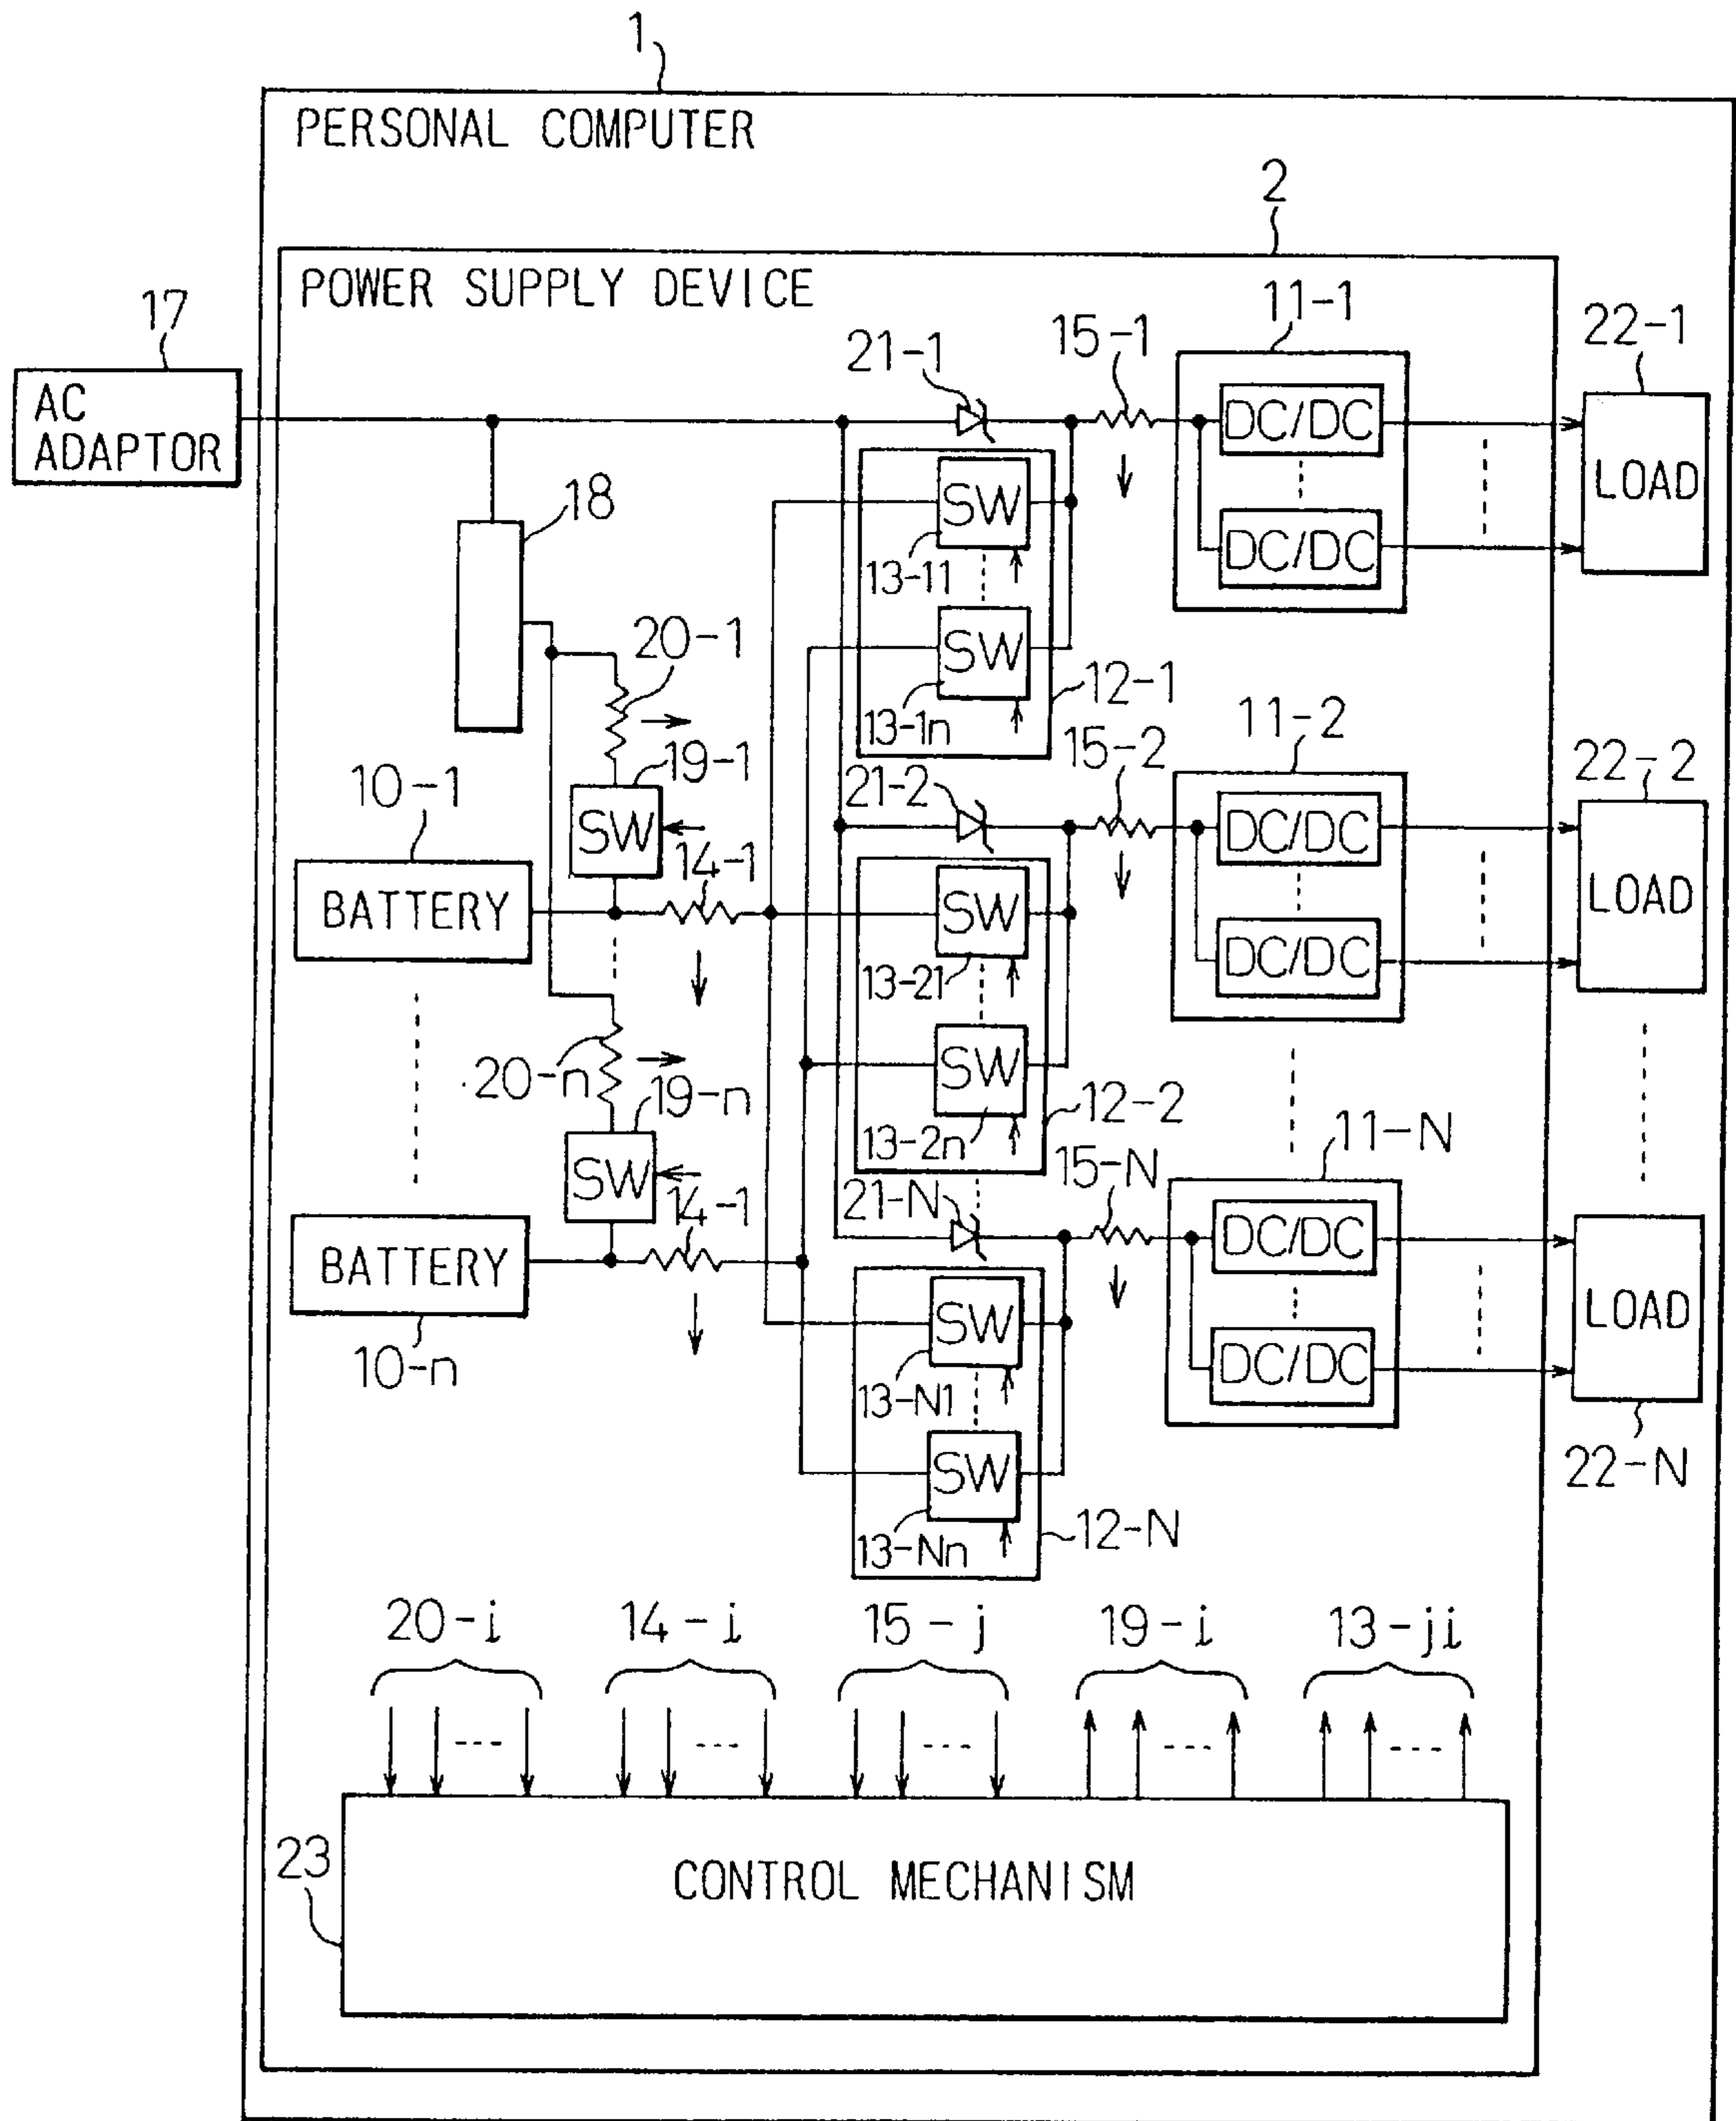 1
PERSONAL COMPUTER
2
POWER SUPPLY DEVICE
17
AC
ADAPTOR
21-1
15-1
11-1
22-1
DC/DC
LOAD
18
SW
13-11
DC/DC
20-1
SW
13-1n
12-1
19-1
SW
10-1
BATTERY
14-1
21-2
15-2
11-2
22-2
DC/DC
LOAD
SW
13-21
DC/DC
20-n
SW
13-2n
12-2
19-n
SW
14-1
BATTERY
10-n
21-N
15-N
11-N
DC/DC
LOAD
SW
13-N1
DC/DC
22-N
SW
13-Nn
12-N
20-i
14-i
15-j
19-i
13-ji
23
CONTROL MECHANISM